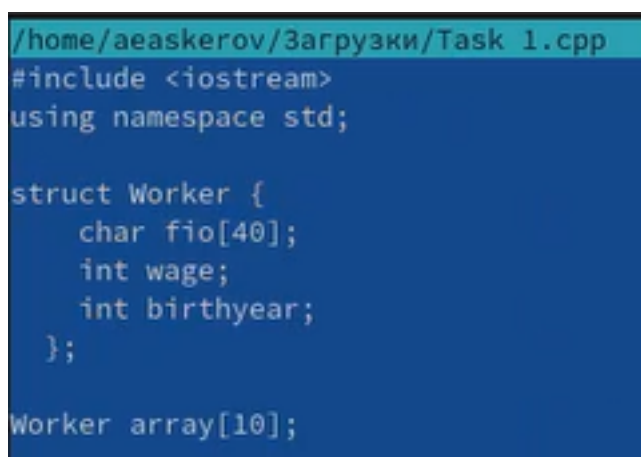 /home/aeaskerov/Загрузки/Task 1.cpp
#include <iostream>
using namespace std;
struct Worker {
char fio[40];
int wage;
int birthyear;
};
Worker array[10];